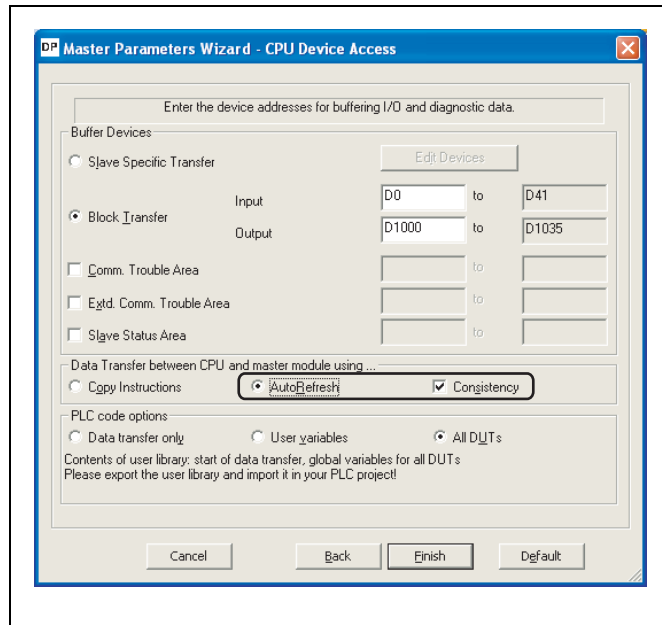 DP Master Parameters Wizard - CPU Device Access
Enter the device addresses for buffering I/O and diagnostic data.
Buffer Devices
Slave Specific Transfer Edit Devices
Block Transfer
Input D0 to D41
Output D1000 to D1035
Comm. Trouble Area to
Extd. Comm. Trouble Area to
Slave Status Area to
Data Transfer between CPU and master module using ...
Copy Instructions AutoRefresh Consistency
PLC code options
Data transfer only User variables All DUTs
Contents of user library: start of data transfer, global variables for all DUTs
Please export the user library and import it in your PLC project!
Cancel Back Finish Default